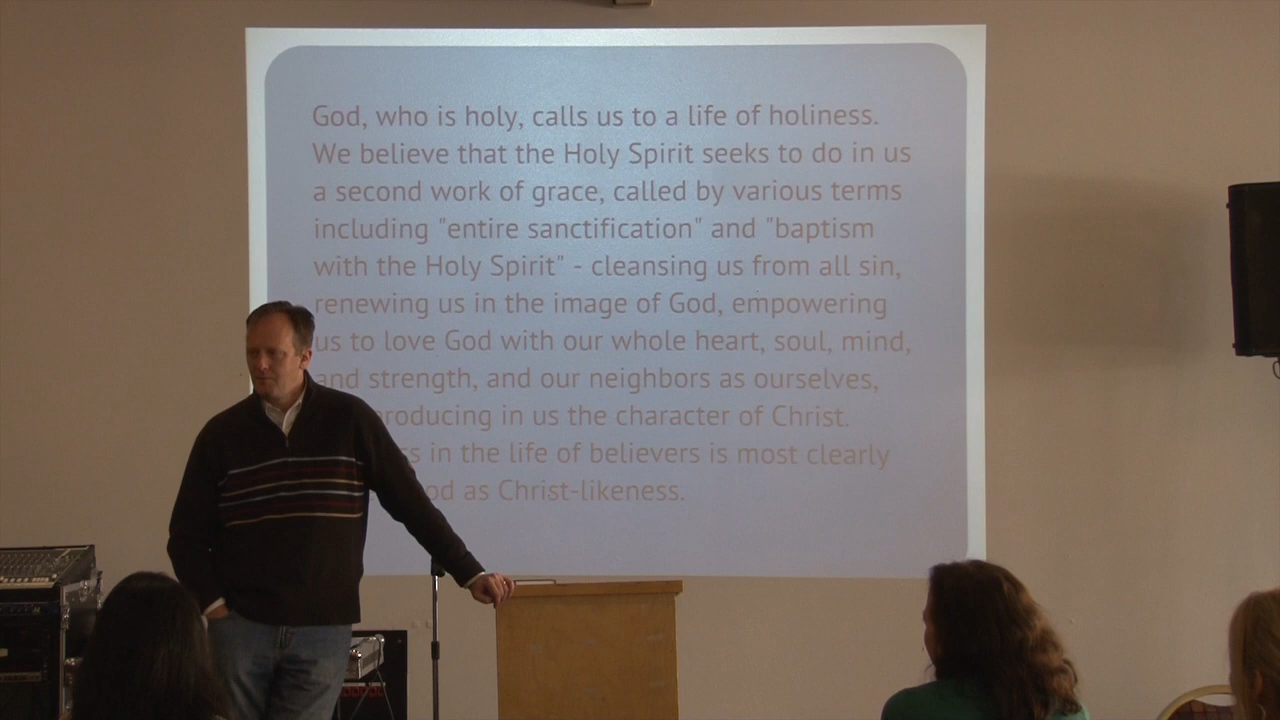 God, who is holy, calls us to a life of holiness.
We believe that the Holy Spirit seeks to do in us
a second work of grace, called by various terms
including "entire sanctification" and "baptism
with the Holy Spirit" - cleansing us from all sin,
renewing us in the image of God, empowering
us to love God with our whole heart, soul, mind,
and strength, and our neighbors as ourselves,
producing in us the character of Christ.
in the life of believers is most clearly
as Christ-likeness.